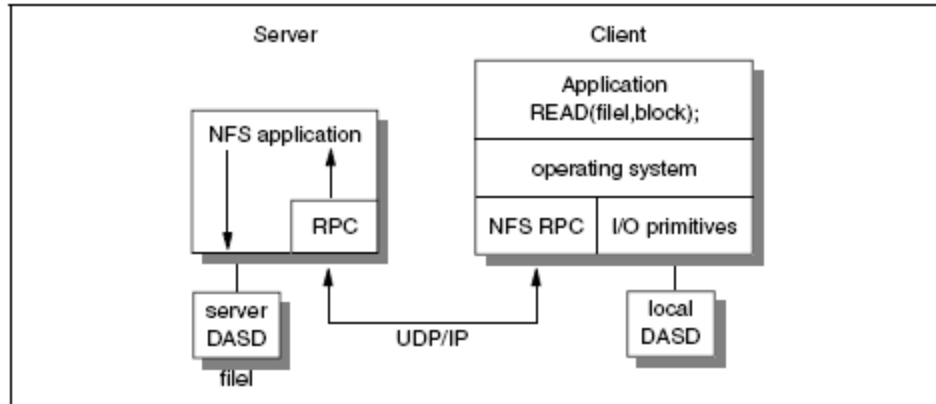 Server
Client
NFS application
RPC
server
DASD
filel
UDP/IP
Application
READ(filel,block);
operating system
NFS RPC
I/O primitives
local
DASD